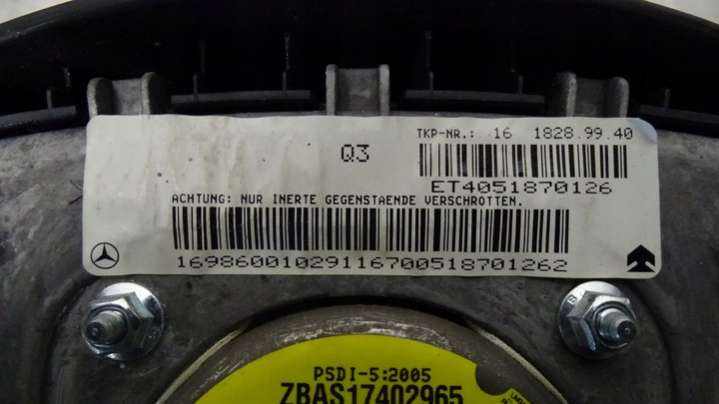 Q3
TKP-NR.: 16 1828.99.40
ET4051870126
ACHTUNG: NUR INERTE GEGENSTAENDE VERSCHROTTEN.
16986001029116700518701262
PSDI-5:2005
ZBAS17402965